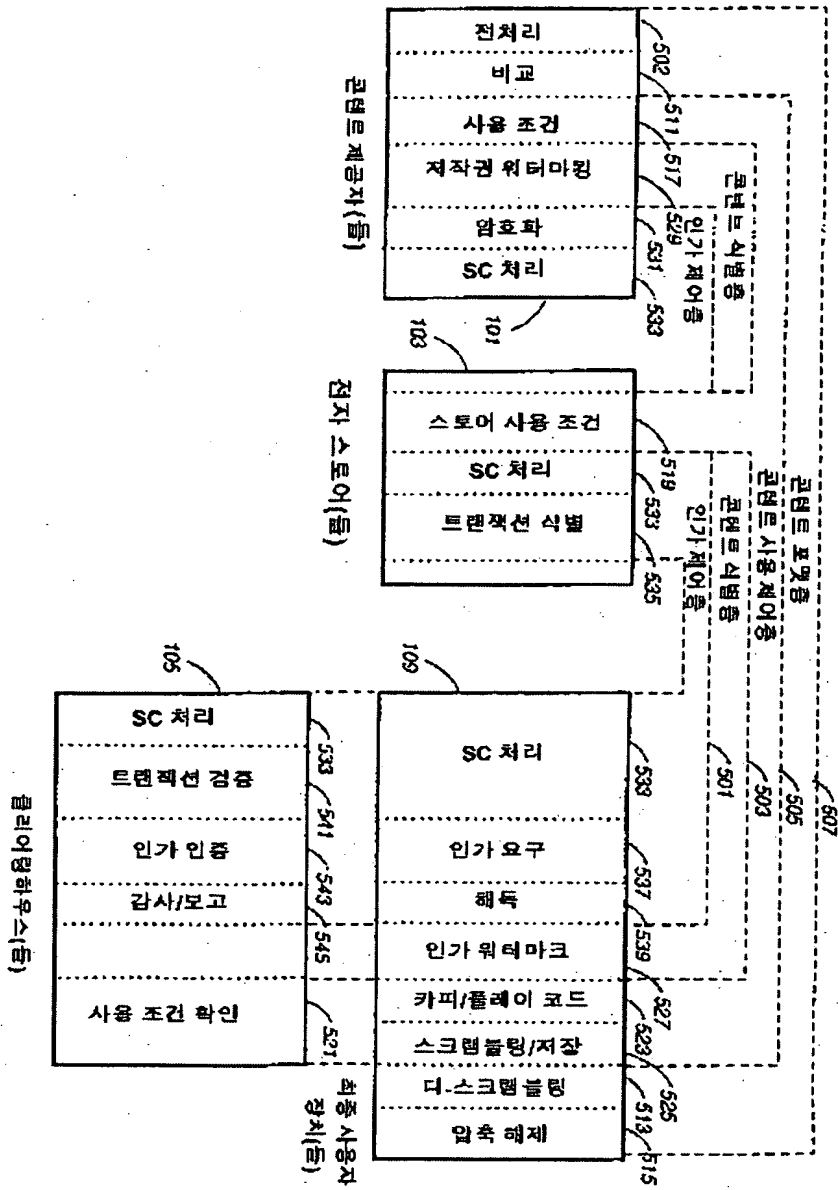 전처리
502
비교
511
사용 조건
517
저작권 워터마킹
529
암호화
531
SC 처리
533
101
콘텐트 제공자(들)
인가 제어층
콘텐트 식별층
103
스토어 사용 조건
519
SC 처리
533
트랜잭션 식별
535
전자 스토어(들)
인가 제어층
콘텐트 식별층
콘텐트 사용 제어층
콘텐트 포맷층
501
503
505
507
105
SC 처리
533
트랜잭션 검증
541
인가 인증
543
감사/보고
545
사용 조건 확인
521
클리어링하우스(들)
109
SC 처리
533
인가 요구
537
해독
539
인가 워터마크
527
카피/플레이 코드
523
스크램블링/저장
525
디-스크램블링
513
압축 해제
515
최종 사용자
장치(들)